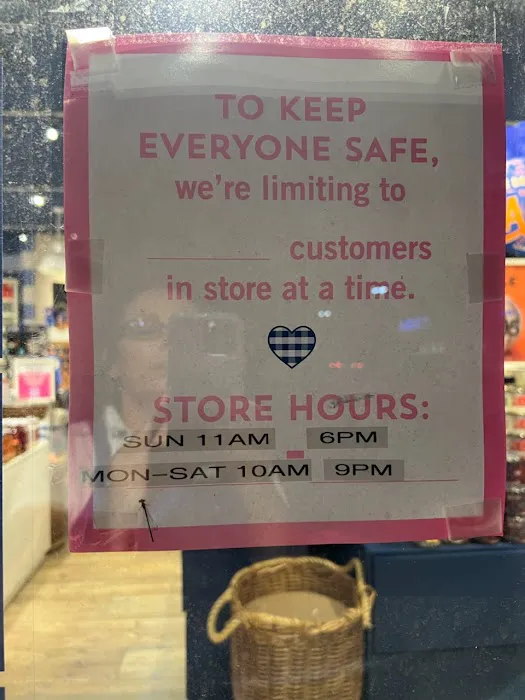 TO KEEP
EVERYONE SAFE,
we're limiting to
________ customers
in store at a time.
STORE HOURS:
SUN 11AM - 6PM
MON-SAT 10AM 9PM